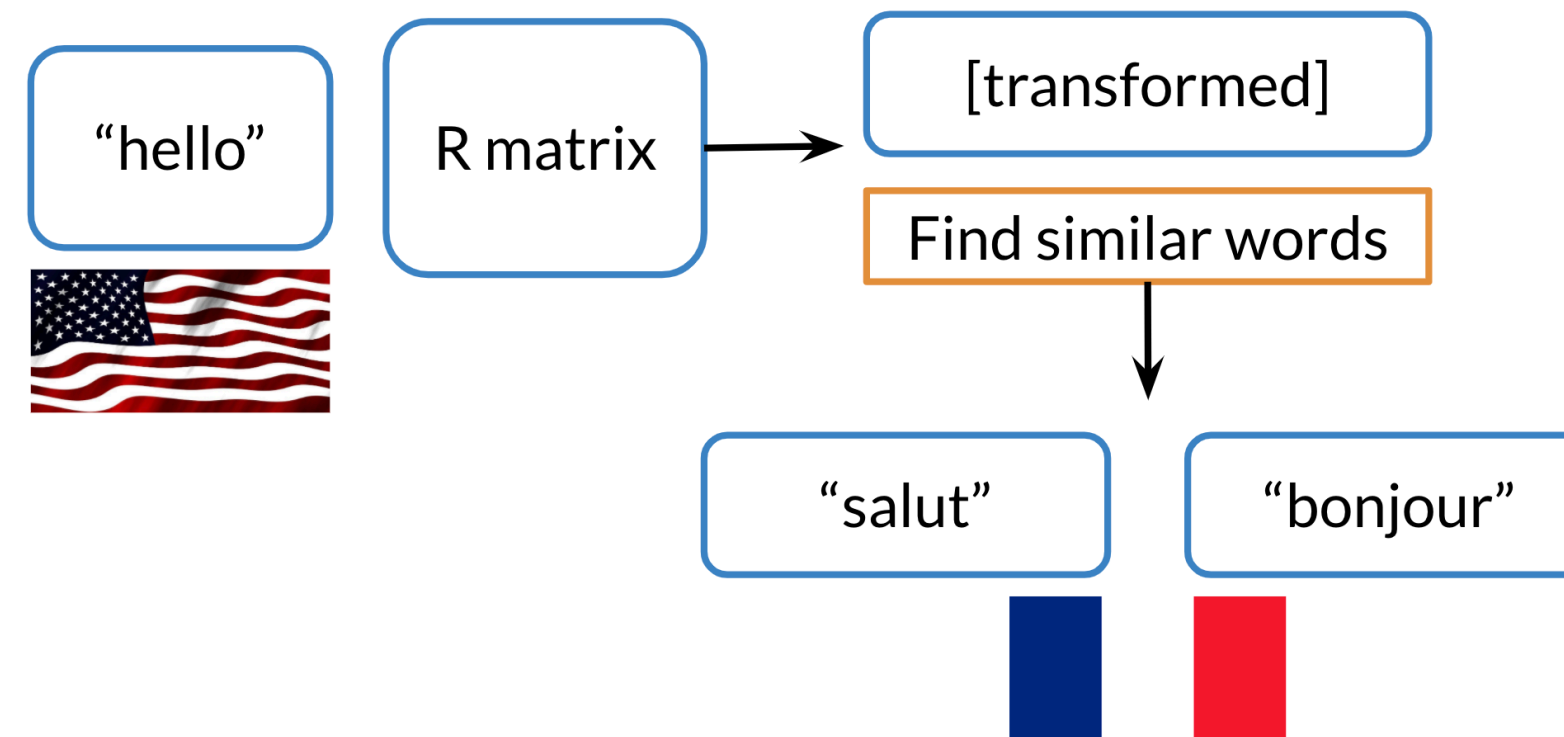 “hello”
R matrix
[transformed]
Find similar words
“salut”
“bonjour”